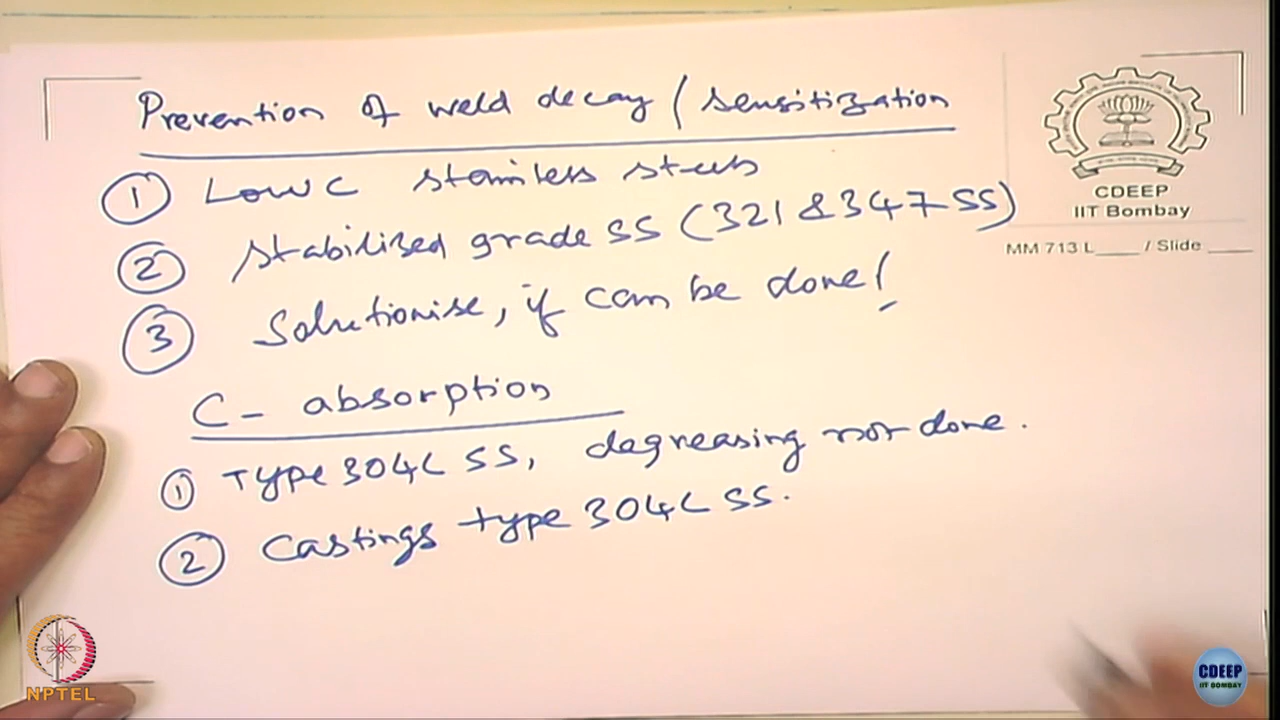 Prevention of weld decay / sensitization
① Low C stainless steels
② stabilized grade SS (321 & 347 SS)
③ Solutionise, if can be done!
C- absorption
① Type 304L SS, degreasing not done.
② Castings type 304L SS.
CDEEP
IIT Bombay
MM 713 L____ / Slide ____
NPTEL
CDEEP
IIT BOMBAY